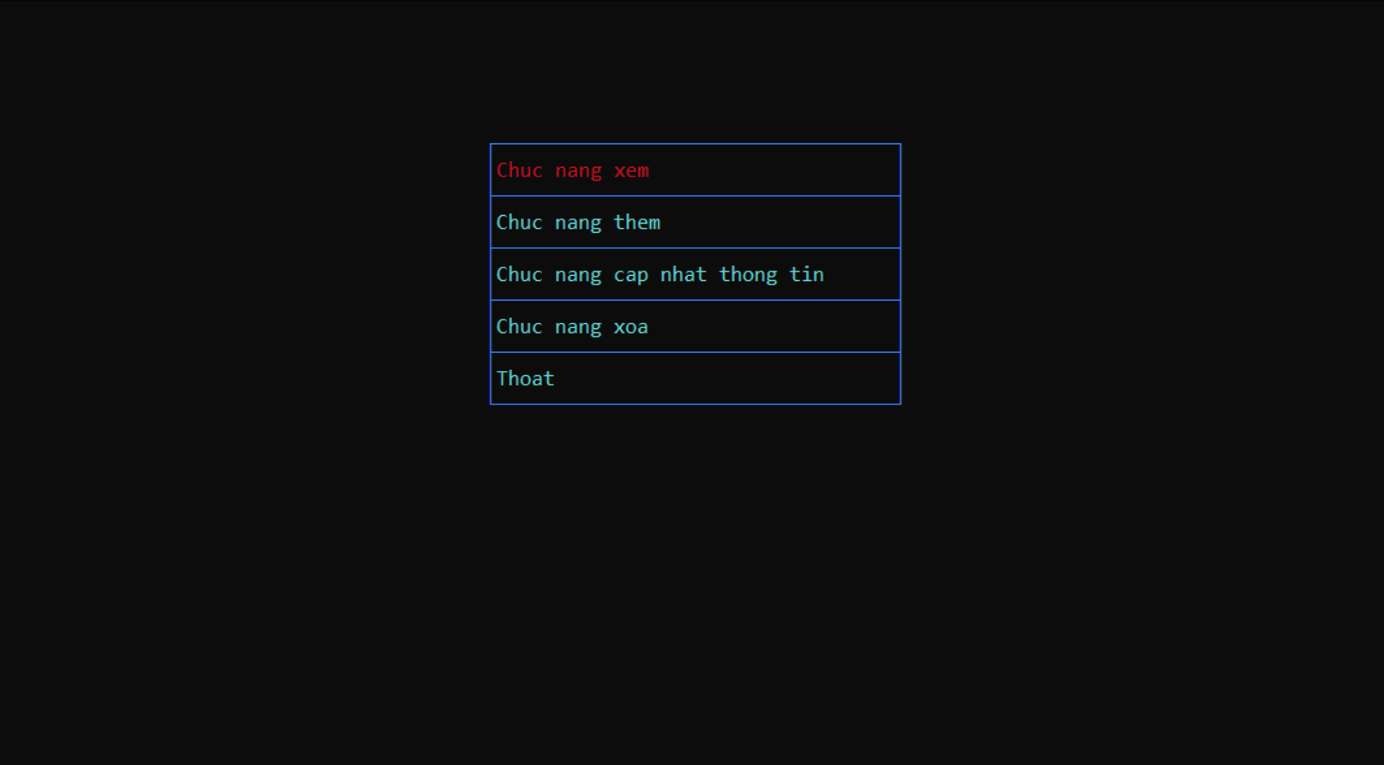 Chuc nang xem
Chuc nang them
Chuc nang cap nhat thong tin
Chuc nang xoa
Thoat